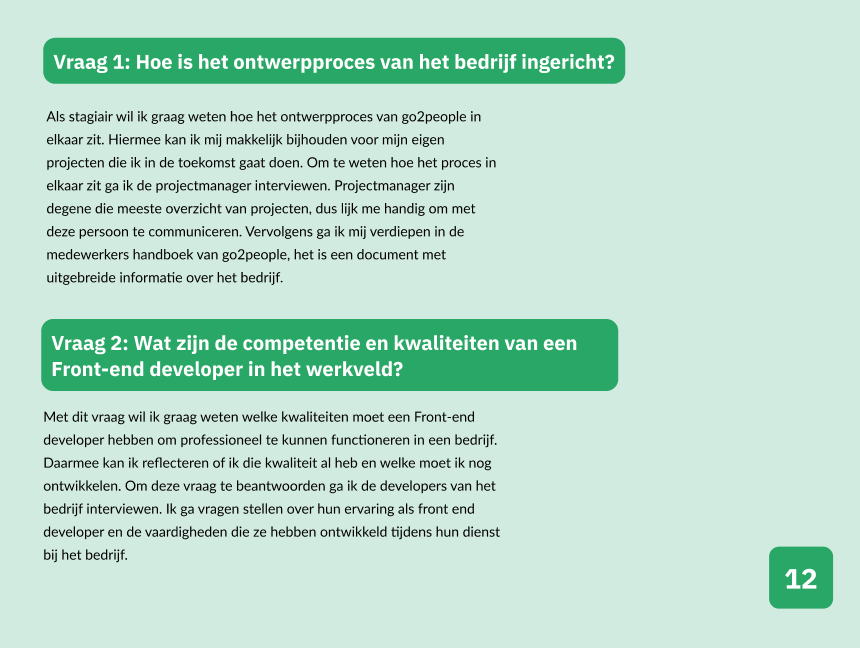 Vraag 1: Hoe is het ontwerpproces van het bedrijf ingericht?
Als stagiair wil ik graag weten hoe het ontwerpproces van go2people in
elkaar zit. Hiermee kan ik mij makkelijk bijhouden voor mijn eigen
projecten die ik in de toekomst gaat doen. Om te weten hoe het proces in
elkaar zit ga ik de projectmanager interviewen. Projectmanager zijn
degene die meeste overzicht van projecten, dus lijk me handig om met
deze persoon te communiceren. Vervolgens ga ik mij verdiepen in de
medewerkers handboek van go2people, het is een document met
uitgebreide informatie over het bedrijf.
Vraag 2: Wat zijn de competentie en kwaliteiten van een
Front-end developer in het werkveld?
Met dit vraag wil ik graag weten welke kwaliteiten moet een Front-end
developer hebben om professioneel te kunnen functioneren in een bedrijf.
Daarmee kan ik reflecteren of ik die kwaliteit al heb en welke moet ik nog
ontwikkelen. Om deze vraag te beantwoorden ga ik de developers van het
bedrijf interviewen. Ik ga vragen stellen over hun ervaring als front end
developer en de vaardigheden die ze hebben ontwikkeld tijdens hun dienst
bij het bedrijf.
12